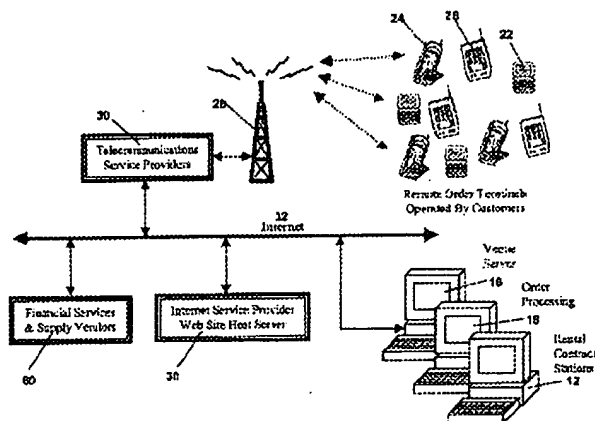 24
28
22
26
30
Telecommunications
Service Providers
Remote Order Terminals
Operated By Customers
12
Internet
Venue
Server
16
Order
Processing
18
Rental
Contract
Stations
12
Financial Services
& Supply Vendors
60
Internet Service Provider
Web Site Host Server